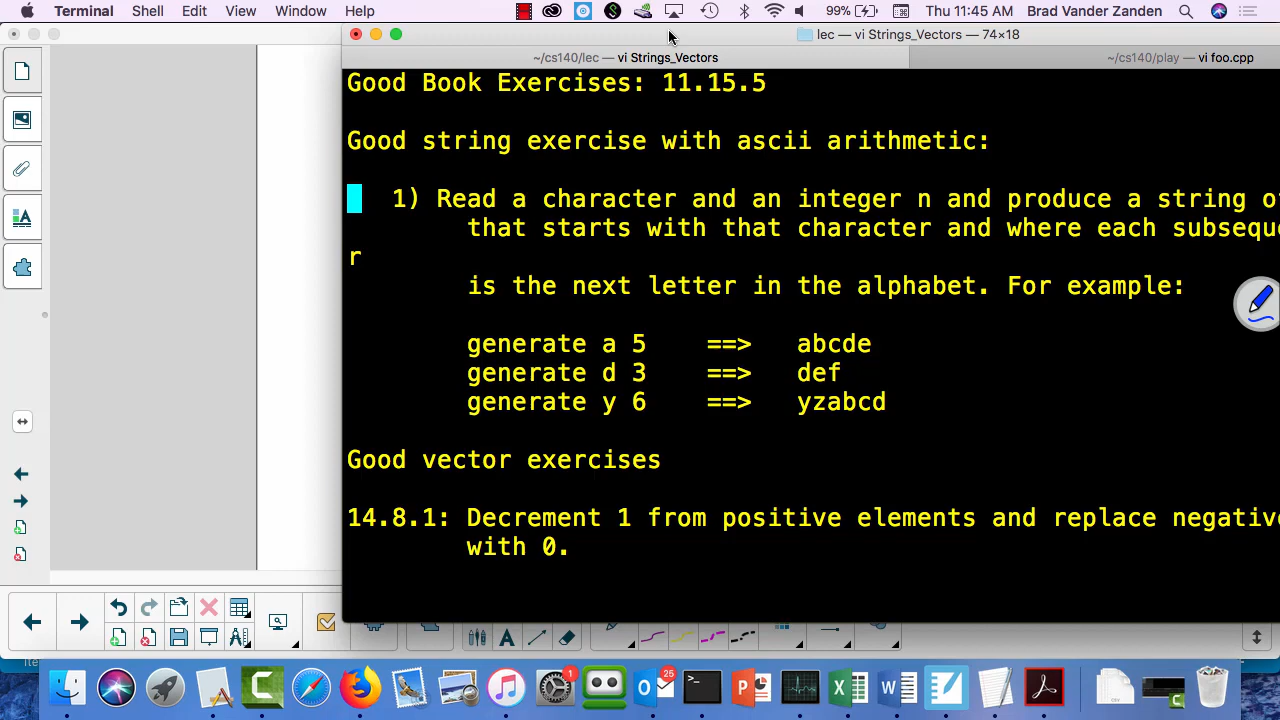 Terminal Shell Edit View Window Help 99% Thu 11:45 AM Brad Vander Zanden
lec — vi Strings_Vectors — 74×18
~/cs140/lec — vi Strings_Vectors ~/cs140/play — vi foo.cpp
Good Book Exercises: 11.15.5
Good string exercise with ascii arithmetic:
1) Read a character and an integer n and produce a string o
that starts with that character and where each subsequ
r
is the next letter in the alphabet. For example:
generate a 5 ==> abcde
generate d 3 ==> def
generate y 6 ==> yzabcd
Good vector exercises
14.8.1: Decrement 1 from positive elements and replace negativ
with 0.